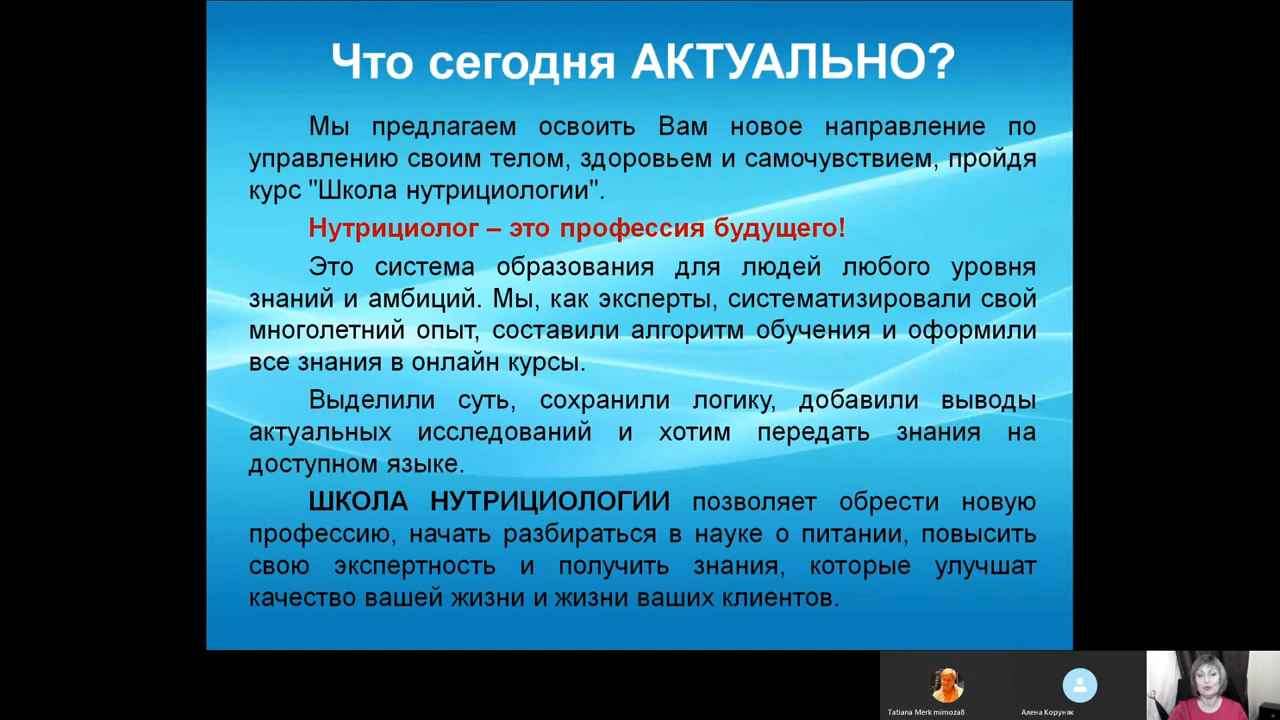 Что сегодня АКТУАЛЬНО?
Мы предлагаем освоить Вам новое направление по
управлению своим телом, здоровьем и самочувствием, пройдя
курс "Школа нутрициологии".
Нутрициолог – это профессия будущего!
Это система образования для людей любого уровня
знаний и амбиций. Мы, как эксперты, систематизировали свой
многолетний опыт, составили алгоритм обучения и оформили
все знания в онлайн курсы.
Выделили суть, сохранили логику, добавили выводы
актуальных исследований и хотим передать знания на
доступном языке.
ШКОЛА НУТРИЦИОЛОГИИ позволяет обрести новую
профессию, начать разбираться в науке о питании, повысить
свою экспертность и получить знания, которые улучшат
качество вашей жизни и жизни ваших клиентов.
Tatiana Merk mimoza8
Алена Коруняк